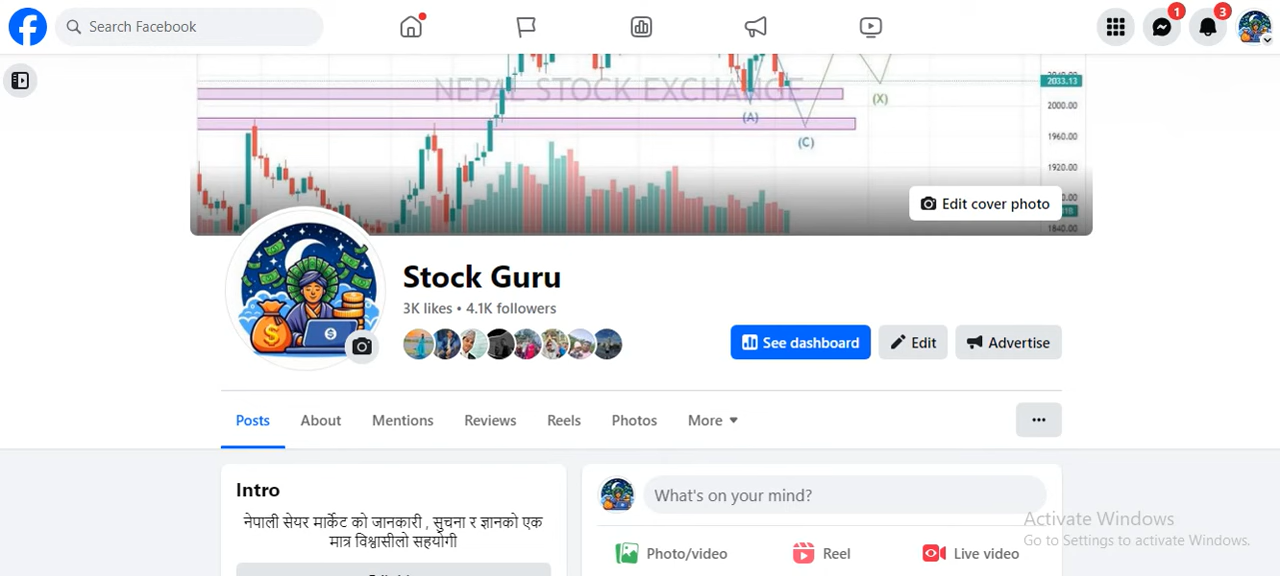 Search Facebook
1
3
NEPAL STOCK EXCHANGE
(A)
(C)
(X)
2033.13
2000.00
1960.00
1920.00
1840.00
Edit cover photo
Stock Guru
3K likes • 4.1K followers
See dashboard
Edit
Advertise
Posts
About
Mentions
Reviews
Reels
Photos
More
Intro
नेपाली सेयर मार्केट को जानकारी , सुचना र ज्ञानको एक
मात्र विश्वासीलो सहयोगी
What's on your mind?
Photo/video
Reel
Live video
Activate Windows
Go to Settings to activate Windows.